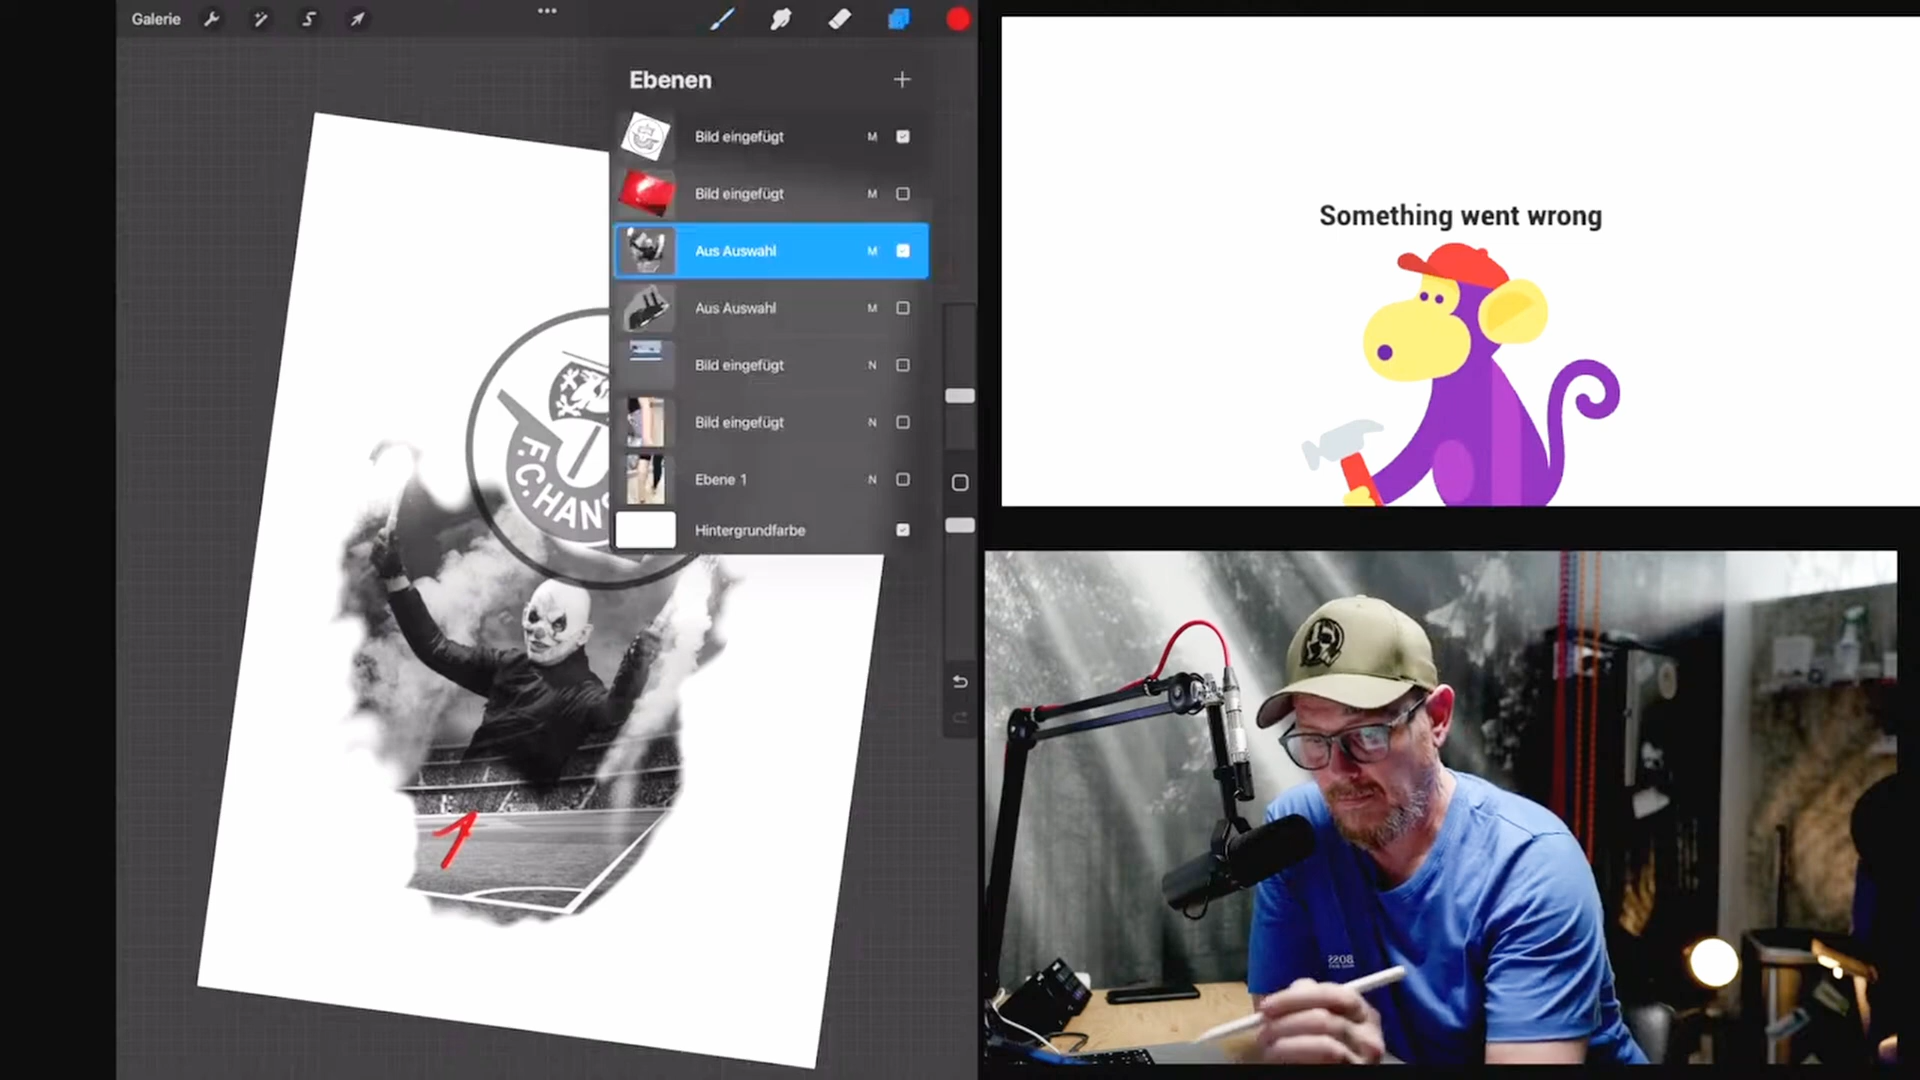 Galerie
Ebenen
Bild eingefügt M
Bild eingefügt M
Aus Auswahl M
Aus Auswahl M
Bild eingefügt N
Bild eingefügt N
Ebene 1 N
Hintergrundfarbe
F.C. HANS
Something went wrong
BOSS